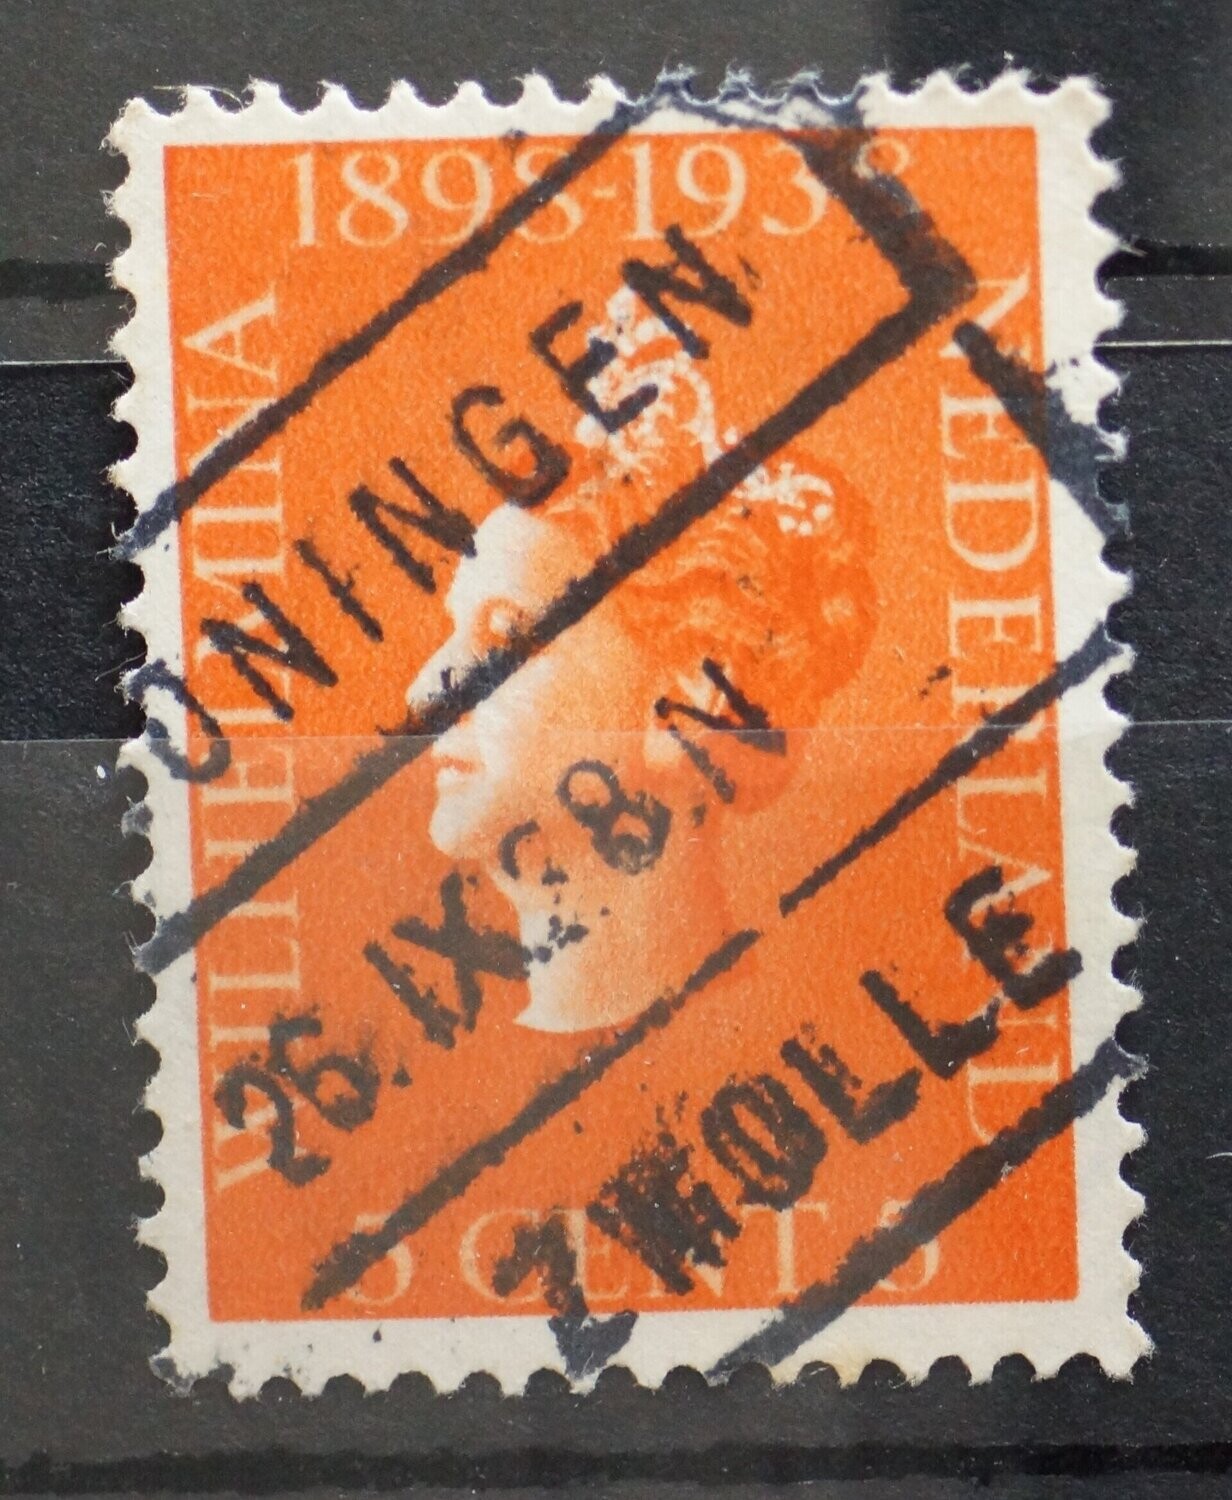 1898-1938
WILHELMINA
NEDERLAND
5 CENT 5
ONINGEN
26.IX 38.N
ZWOLLE